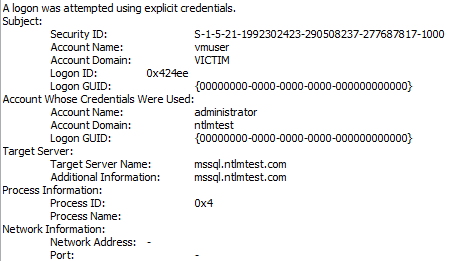 A logon was attempted using explicit credentials.
Subject:
Security ID: S-1-5-21-1992302423-290508237-277687817-1000
Account Name: vmuser
Account Domain: VICTIM
Logon ID: 0x424ee
Logon GUID: {00000000-0000-0000-0000-000000000000}
Account Whose Credentials Were Used:
Account Name: administrator
Account Domain: ntlmtest
Logon GUID: {00000000-0000-0000-0000-000000000000}
Target Server:
Target Server Name: mssql.ntlmtest.com
Additional Information: mssql.ntlmtest.com
Process Information:
Process ID: 0x4
Process Name:
Network Information:
Network Address: -
Port: -